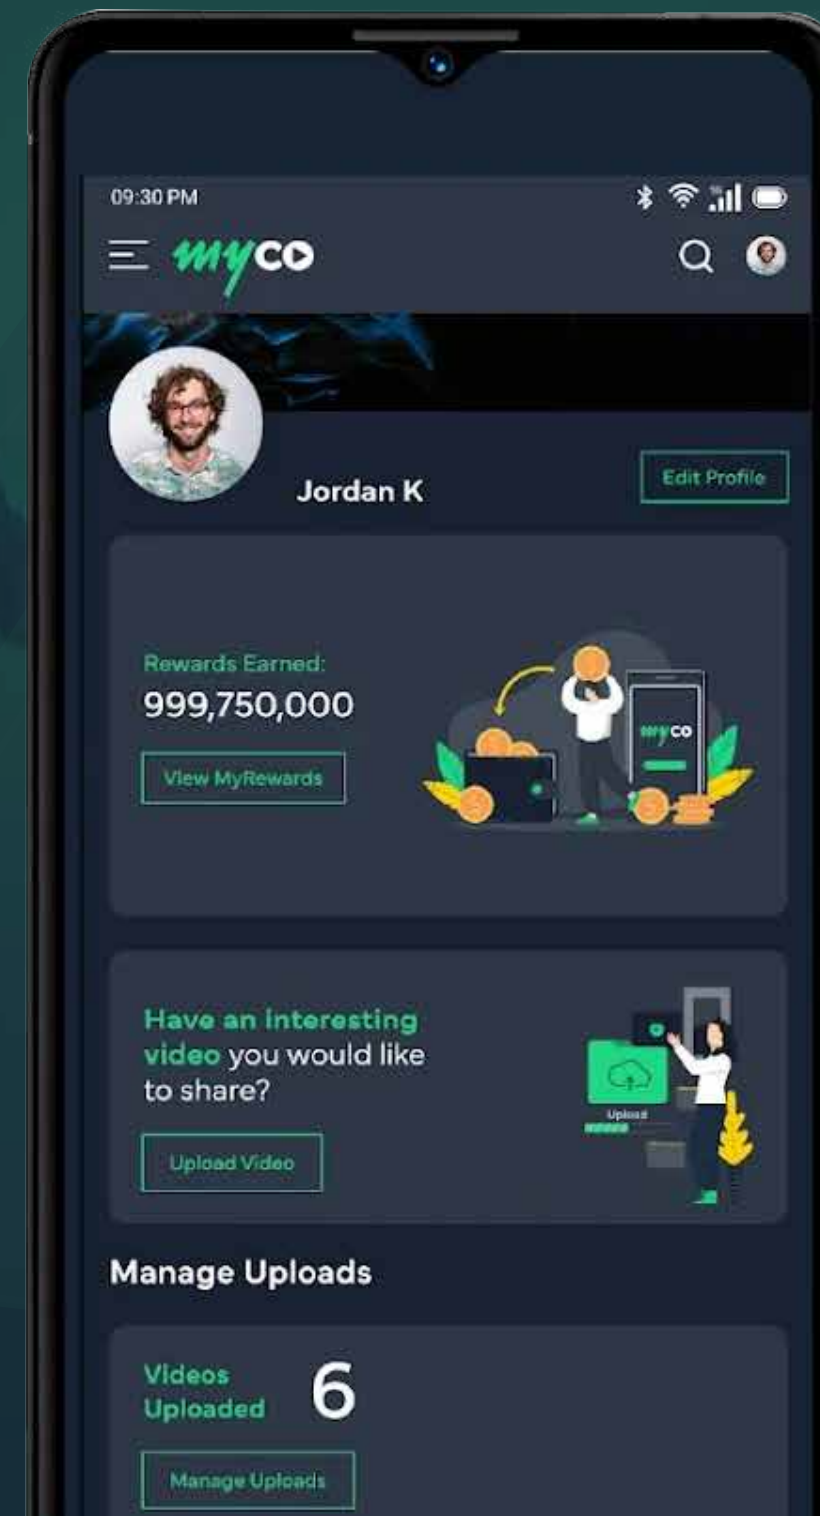 09:30 PM
myco
Jordan K
Edit Profile
Rewards Earned:
999,750,000
View MyRewards
myco
Have an interesting
video you would like
to share?
Upload
Upload Video
Manage Uploads
Videos
Uploaded
6
Manage Uploads